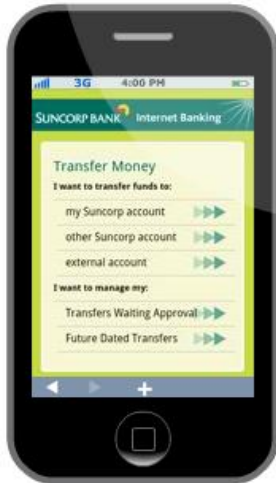 3G 4:06 PM
SUNCORP BANK Internet Banking
Transfer Money
I want to transfer funds to:
my Suncorp account
other Suncorp account
external account
I want to manage my:
Transfers Waiting Approval
Future Dated Transfers